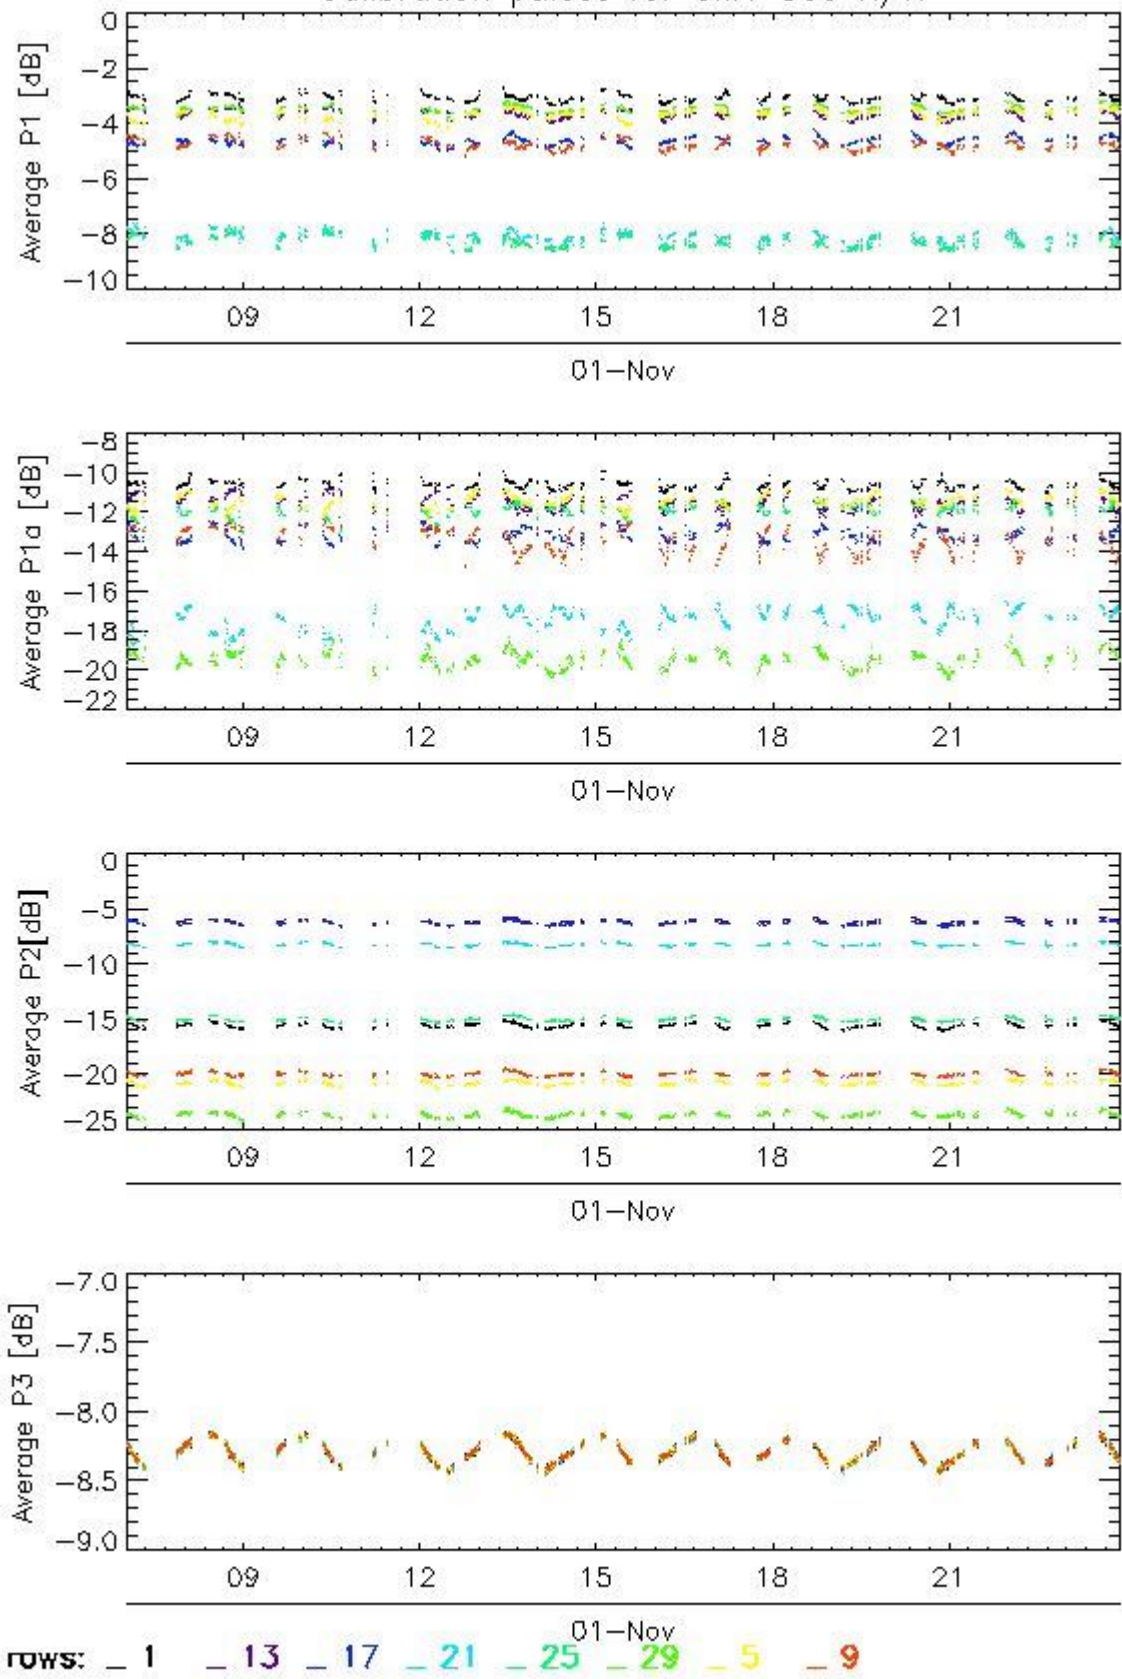 0
−2
−4
−6
−8
−10
Average P1 [dB]
09 12 15 18 21
01−Nov
−8
−10
−12
−14
−16
−18
−20
−22
Average P1a [dB]
09 12 15 18 21
01−Nov
0
−5
−10
−15
−20
−25
Average P2[dB]
09 12 15 18 21
01−Nov
−7.0
−7.5
−8.0
−8.5
−9.0
Average P3 [dB]
09 12 15 18 21
01−Nov
rows: _ 1 _ 13 _ 17 _ 21 _ 25 _ 29 _ 5 _ 9